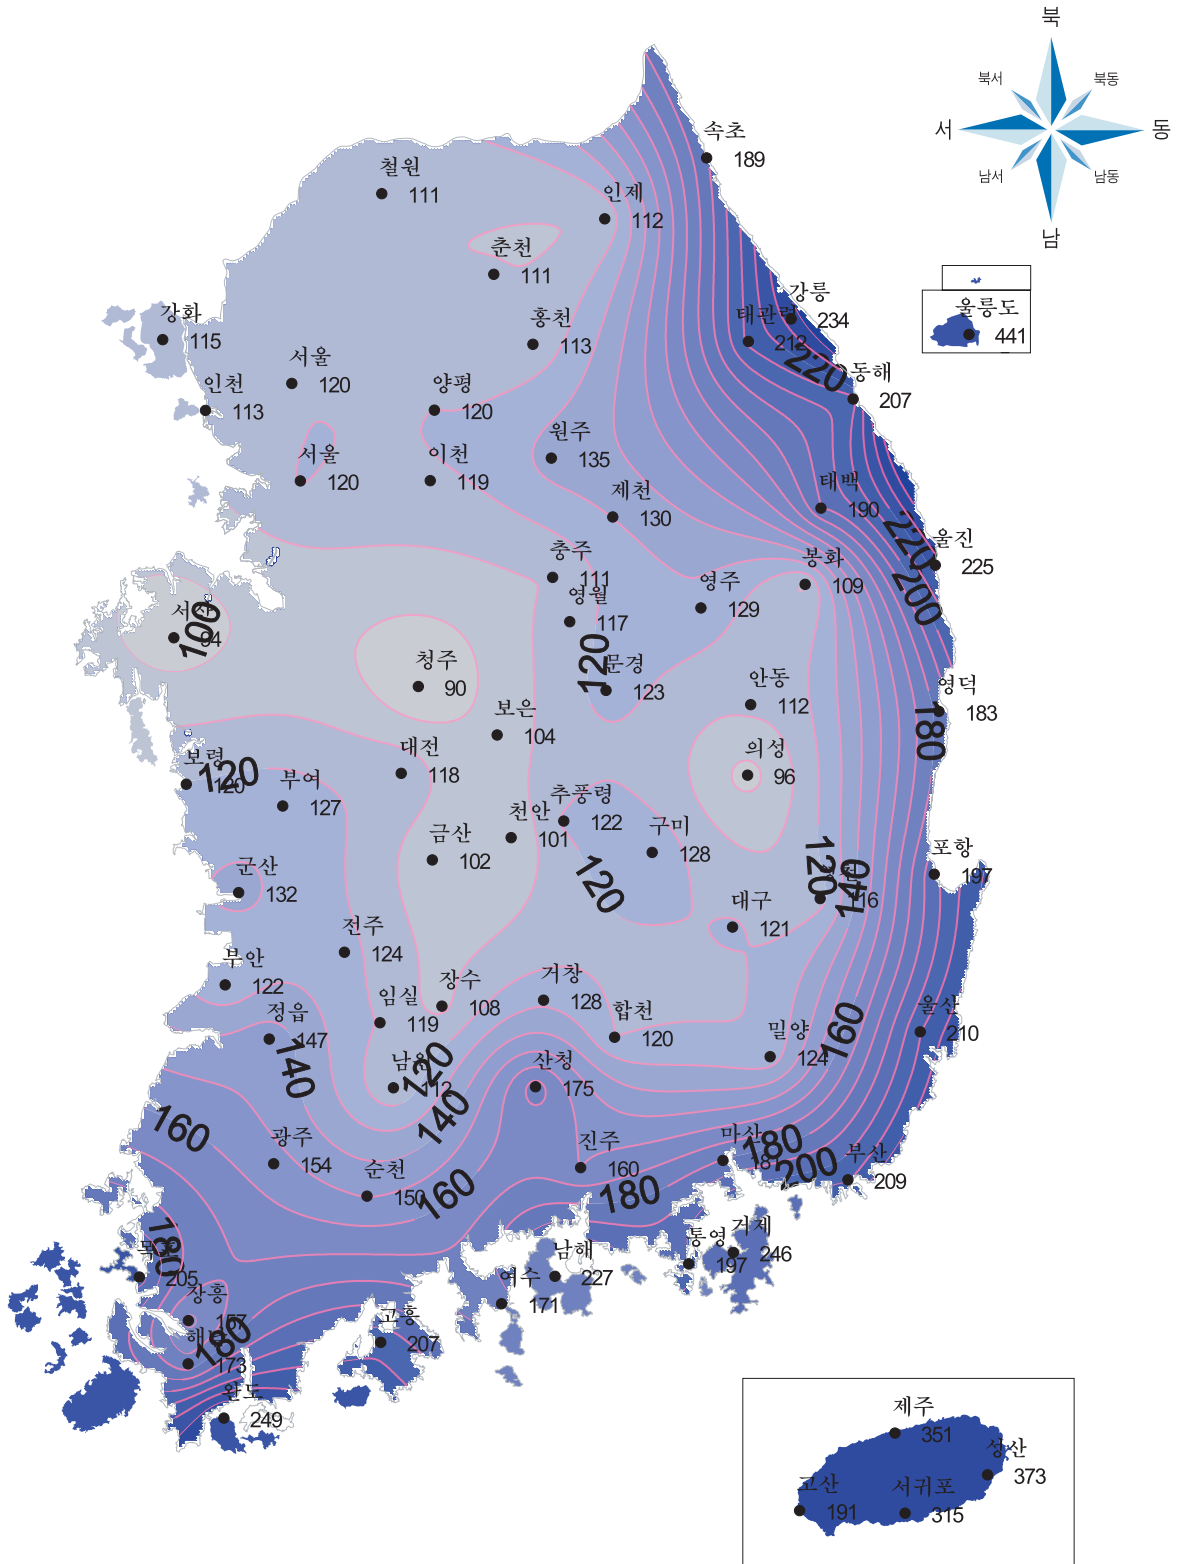 북
북서
북동
서
동
남서
남동
남
속초
189
철원
111
인제
112
춘천
111
울릉도
441
강릉
234
태관령
212
220
강화
115
홍천
113
서울
120
동해
207
인천
113
양평
120
원주
135
서울
120
이천
119
태백
190
제천
130
220
울진
225
충주
111
봉화
109
200
영월
117
영주
129
100
94
120
문경
123
청주
90
안동
112
영덕
183
180
보은
104
보령
120
120
대전
118
의성
96
부여
127
추풍령
122
천안
101
구미
128
120
금산
102
포항
197
120
140
116
군산
132
대구
121
전주
124
부안
122
장수
108
거창
128
정읍
147
임실
119
합천
120
160
울산
210
밀양
124
140
112
120
산청
175
140
160
광주
154
마산
181
180
200
부산
209
진주
160
순천
150
160
180
180
205
통영
197
거제
246
남해
227
여수
171
장흥
167
고흥
207
180
173
완도
249
제주
351
성산
373
고산
191
서귀포
315